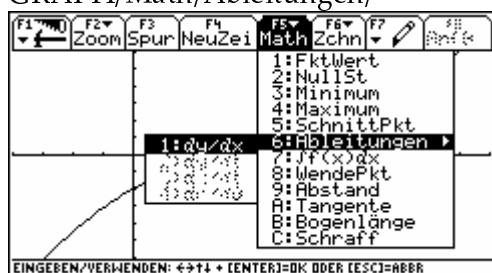 GRAPH/Math/Ableitungen/
F1 F2 F3 F4 F5 F6 F7
Zoom Spur NeuZei Math Zchn
1:FktWert
2:NullSt
3:Minimum
4:Maximum
5:SchnittPkt
6:Ableitungen
7:∫f(x)dx
8:WendePkt
9:Abstand
A:Tangente
B:Bogenlänge
C:Schraff
1:dy/dx
EINGEBEN/VERWENDEN: ←→↑↓ + [ENTER]=OK ODER [ESC]=ABBR